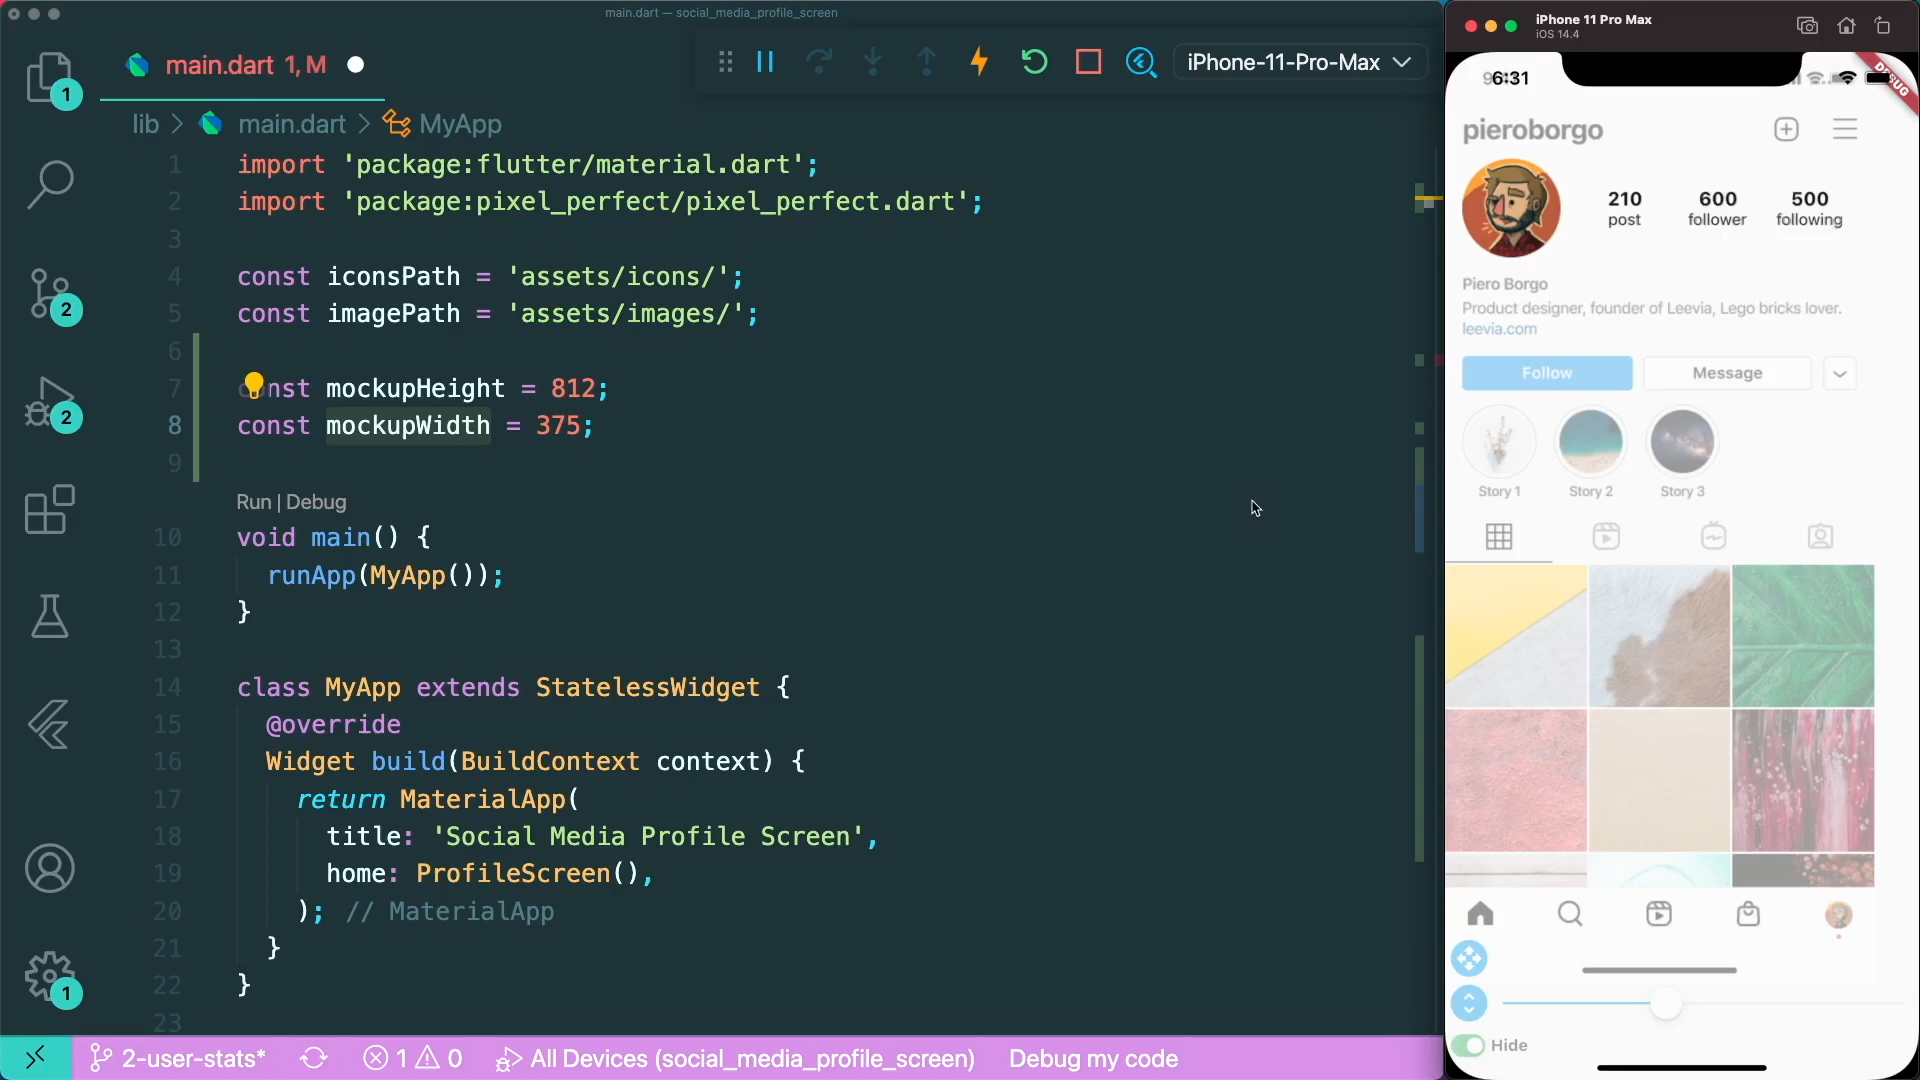 main.dart — social_media_profile_screen
main.dart 1, M
iPhone-11-Pro-Max
lib > main.dart > MyApp
1 import 'package:flutter/material.dart';
2 import 'package:pixel_perfect/pixel_perfect.dart';
3
4 const iconsPath = 'assets/icons/';
5 const imagePath = 'assets/images/';
6
7 const mockupHeight = 812;
8 const mockupWidth = 375;
9
Run | Debug
10 void main() {
11 runApp(MyApp());
12 }
13
14 class MyApp extends StatelessWidget {
15 @override
16 Widget build(BuildContext context) {
17 return MaterialApp(
18 title: 'Social Media Profile Screen',
19 home: ProfileScreen(),
20 ); // MaterialApp
21 }
22 }
23
1
2
2
1
2-user-stats* 1 0 All Devices (social_media_profile_screen) Debug my code
iPhone 11 Pro Max
iOS 14.4
6:31
DEBUG
pieroborgo
210 600 500
post follower following
Piero Borgo
Product designer, founder of Leevia, Lego bricks lover.
leevia.com
Follow Message
Story 1 Story 2 Story 3
Hide